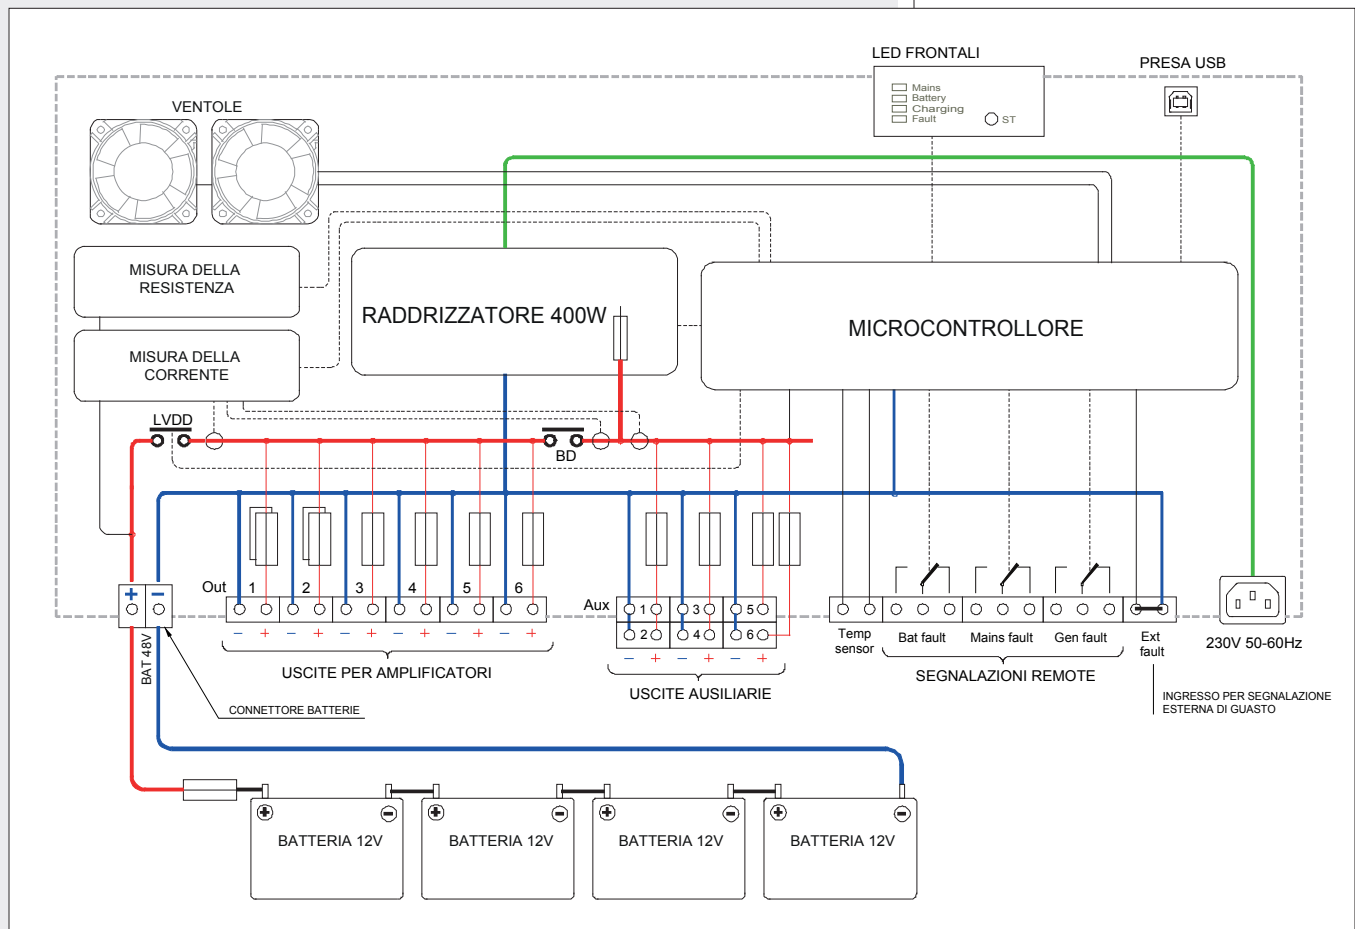 LED FRONTALI
PRESA USB
Mains
Battery
Charging
Fault
ST
VENTOLE
MISURA DELLA
RESISTENZA
RADDRIZZATORE 400W
MICROCONTROLLORE
MISURA DELLA
CORRENTE
LVDD
BD
Out 1 2 3 4 5 6
+ −
Aux 1 3 5
2 4 6
− + − + − + − + − + − +
− + − + − +
BAT 48V
USCITE PER AMPLIFICATORI
USCITE AUSILIARIE
Temp
sensor
Bat fault
Mains fault
Gen fault
Ext
fault
230V 50-60Hz
SEGNALAZIONI REMOTE
CONNETTORE BATTERIE
INGRESSO PER SEGNALAZIONE
ESTERNA DI GUASTO
+ − + − + − + −
BATTERIA 12V BATTERIA 12V BATTERIA 12V BATTERIA 12V